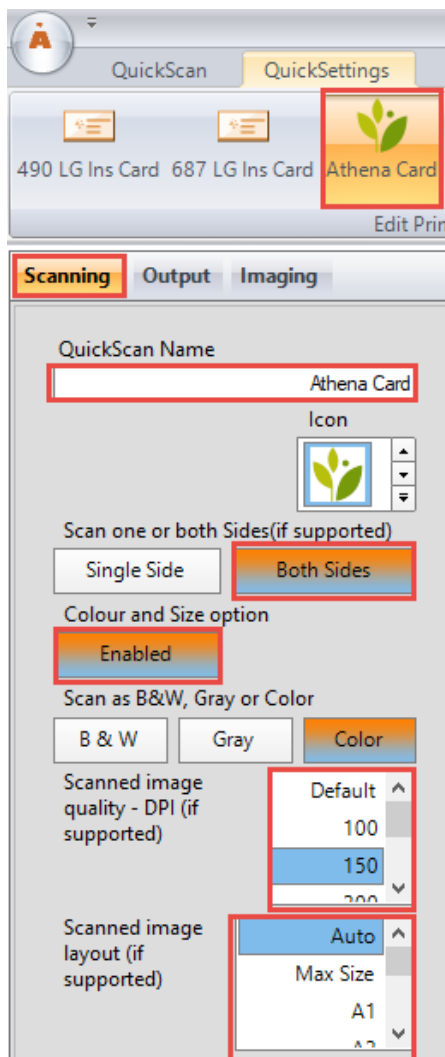 QuickScan QuickSettings
490 LG Ins Card 687 LG Ins Card Athena Card
Scanning Output Imaging
QuickScan Name
Athena Card
Icon
Scan one or both Sides(if supported)
Single Side Both Sides
Colour and Size option
Enabled
Scan as B&W, Gray or Color
B & W Gray Color
Scanned image
quality - DPI (if
supported)
Default
100
150
Scanned image
layout (if
supported)
Auto
Max Size
A1